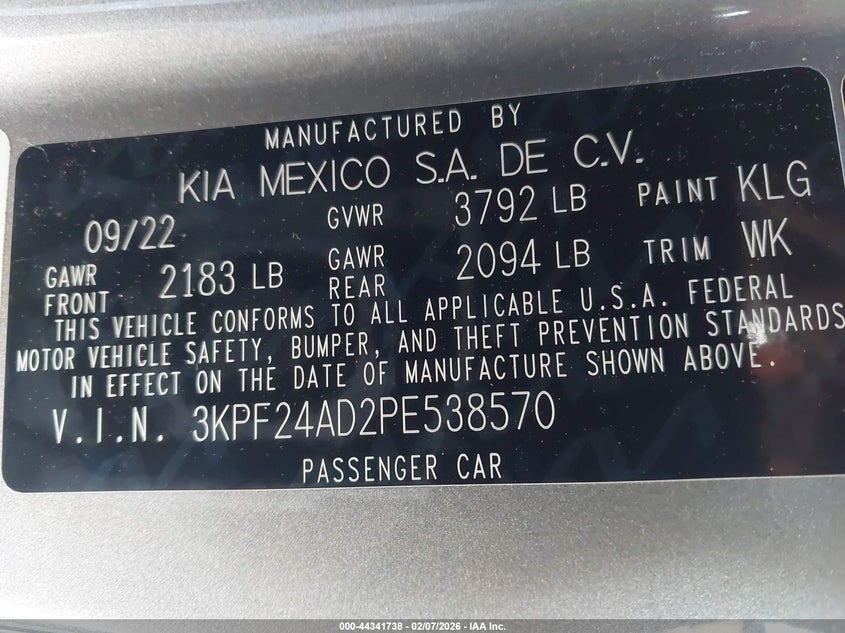 MANUFACTURED BY
KIA MEXICO S.A. DE C.V.
09/22 GVWR 3792 LB PAINT KLG
GAWR FRONT 2183 LB GAWR REAR 2094 LB TRIM WK
THIS VEHICLE CONFORMS TO ALL APPLICABLE U.S.A. FEDERAL
MOTOR VEHICLE SAFETY, BUMPER, AND THEFT PREVENTION STANDARDS
IN EFFECT ON THE DATE OF MANUFACTURE SHOWN ABOVE.
V.I.N. 3KPF24AD2PE538570
PASSENGER CAR
000-44341738 - 02/07/2026 - IAA Inc.